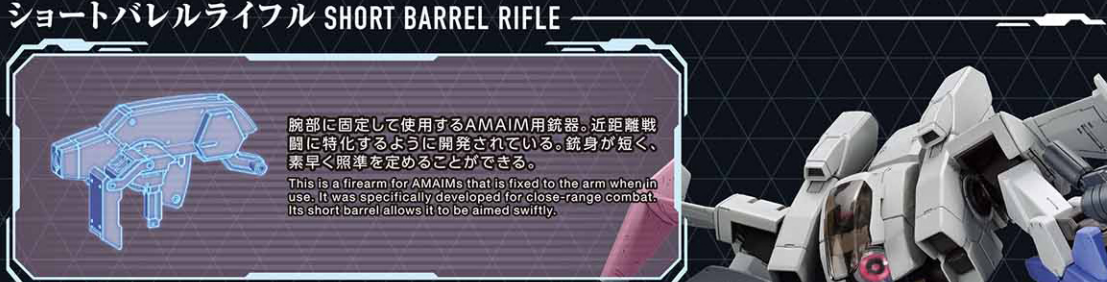 ショートバレルライフル SHORT BARREL RIFLE
腕部に固定して使用するAMAIM用銃器。近距離戦
闘に特化するように開発されている。銃身が短く、
素早く照準を定めることができる。
This is a firearm for AMAIMs that is fixed to the arm when in
use. It was specifically developed for close-range combat.
Its short barrel allows it to be aimed swiftly.